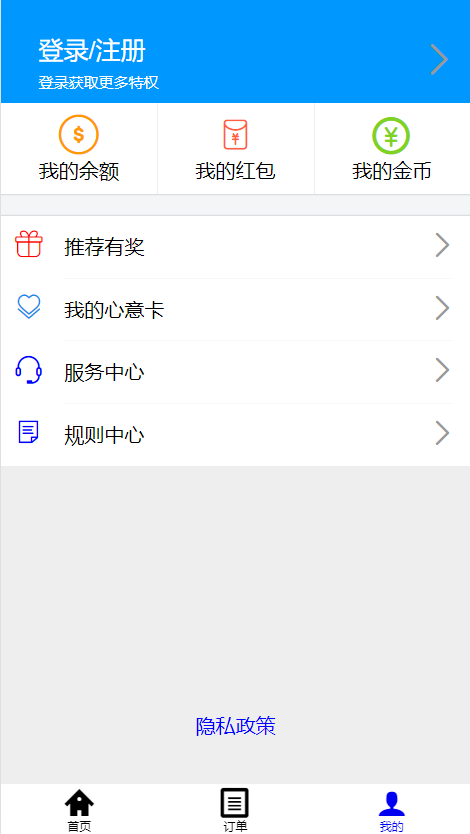 登录/注册
登录获取更多特权
我的余额 我的红包 我的金币
推荐有奖
我的心意卡
服务中心
规则中心
隐私政策
首页 订单 我的